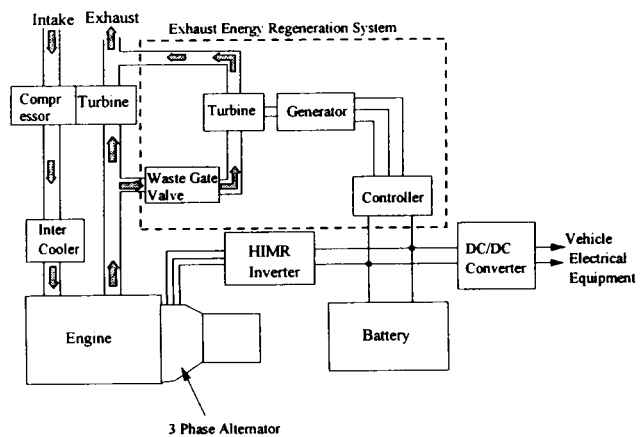 Intake
Exhaust
Exhaust Energy Regeneration System
Compr
essor
Turbine
Turbine
Generator
Waste Gate
Valve
Controller
Inter
Cooler
HIMR
Inverter
DC/DC
Converter
Vehicle
Electrical
Equipment
Engine
Battery
3 Phase Alternator